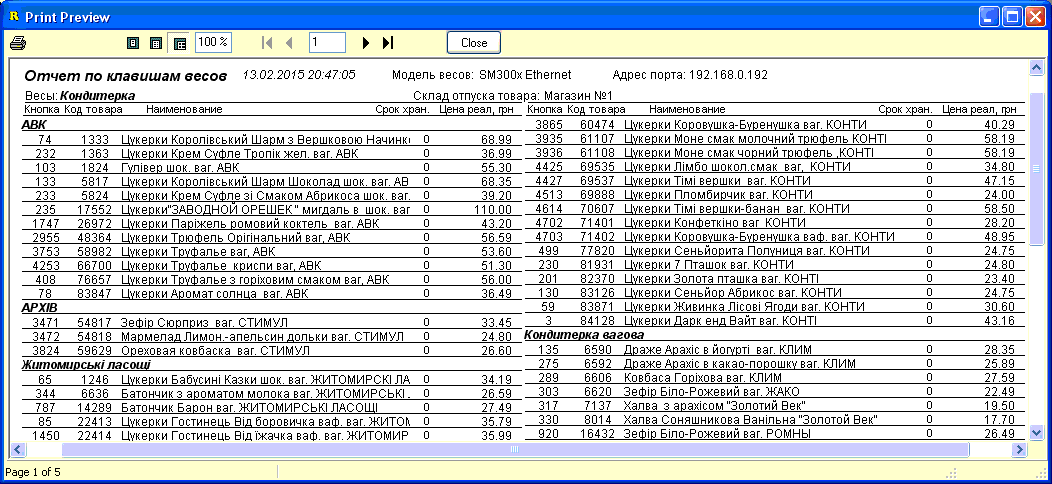 Print Preview
100 % 1 Close
Отчет по клавишам весов 13.02.2015 20:47:05 Модель весов: SM300x Ethernet Адрес порта: 192.168.0.192
Весы: Кондитерка Склад отпуска товара: Магазин №1
Кнопка Код товара Наименование Срок хран. Цена реал, грн
АВК
74 1333 Цукерки Королівський Шарм з Вершковою Начинк 0 68.99
232 1363 Цукерки Крем Суфле Тропік жел. ваг. АВК 0 36.99
103 1824 Гулівер шок. ваг. АВК 0 55.30
133 5817 Цукерки Королівський Шарм Шоколад шок. ваг. АВ 0 68.35
233 5824 Цукерки Крем Суфле зі Смаком Абрикоса шок. ваг. 0 39.20
235 17552 Цукерки"ЗАВОДНОЙ ОРЕШЕК " мигдаль в шок. ваг 0 110.00
1747 26972 Цукерки Паріжель ромовий коктель ваг. АВК 0 43.20
2955 48364 Цукерки Трюфель Орігінальний ваг, АВК 0 56.59
3753 58982 Цукерки Труфалье ваг, АВК 0 53.60
4253 66700 Цукерки Труфалье криспи ваг, АВК 0 51.30
408 76657 Цукерки Труфалье з горіховим смаком ваг, АВК 0 56.00
78 83847 Цукерки Аромат солнца ваг, АВК 0 36.49
АРХІВ
3471 54817 Зефір Сюрприз ваг. СТИМУЛ 0 33.45
3472 54818 Мармелад Лимон.-апельсин дольки ваг. СТИМУЛ 0 24.80
3824 59629 Ореховая ковбаска ваг. СТИМУЛ 0 26.60
Житомирські ласощі
65 1246 Цукерки Бабусині Казки шок. ваг. ЖИТОМИРСКІ ЛА 0 34.19
344 6636 Батончик з ароматом молока ваг. ЖИТОМИРСЬКІ 0 26.59
787 14289 Батончик Барон ваг. ЖИТОМИРСЬКІ ЛАСОЩІ 0 27.49
85 22413 Цукерки Гостинець Від боровичка ваф. ваг. ЖИТОМ 0 35.79
1450 22414 Цукерки Гостинець Від їжачка ваф. ваг. ЖИТОМИР 0 35.99
Кнопка Код товара Наименование Срок хран. Цена реал, грн
3865 60474 Цукерки Коровушка-Буренушка ваг. КОНТИ 0 40.29
3935 61107 Цукерки Моне смак молочний трюфель КОНТІ 0 58.19
3936 61108 Цукерки Моне смак чорний трюфель ,КОНТІ 0 58.19
4425 69535 Цукерки Лімбо шокол.смак ваг, КОНТИ 0 34.80
4427 69537 Цукерки Тімі вершки ваг. КОНТИ 0 47.15
4513 69888 Цукерки Пломбирчик ваг. КОНТИ 0 24.00
4614 70607 Цукерки Тімі вершки-банан ваг. КОНТИ 0 58.50
4702 71401 Цукерки Конфеткіно ваг КОНТИ 0 28.20
4703 71402 Цукерки Коровушка-Буренушка ваф. ваг. КОНТИ 0 48.95
499 77820 Цукерки Сеньйорита Полуница ваг. КОНТИ 0 24.75
230 81931 Цукерки 7 Пташок ваг. КОНТИ 0 24.80
201 82370 Цукерки Золота пташка ваг. КОНТІ 0 23.40
130 83126 Цукерки Сеньйор Абрикос ваг. КОНТИ 0 24.75
59 83871 Цукерки Живинка Лісові Ягоди ваг. КОНТИ 0 30.60
3 84128 Цукерки Дарк енд Вайт ваг. КОНТІ 0 43.16
Кондитерка вагова
135 6590 Драже Арахіс в йогурті ваг. КЛИМ 0 28.35
275 6592 Драже Арахіс в какао-порошку ваг. КЛИМ 0 25.89
289 6606 Ковбаса Горіхова ваг. КЛИМ 0 27.59
303 6620 Зефір Біло-Рожевий ваг. ЖАКО 0 22.49
317 7137 Халва з арахісом "Золотий Век" 0 19.50
330 8014 Халва Соняшникова Ванільна "Золотой Век" 0 17.70
920 16432 Зефір Біло-Рожевий ваг. РОМНЫ 0 26.49
Page 1 of 5